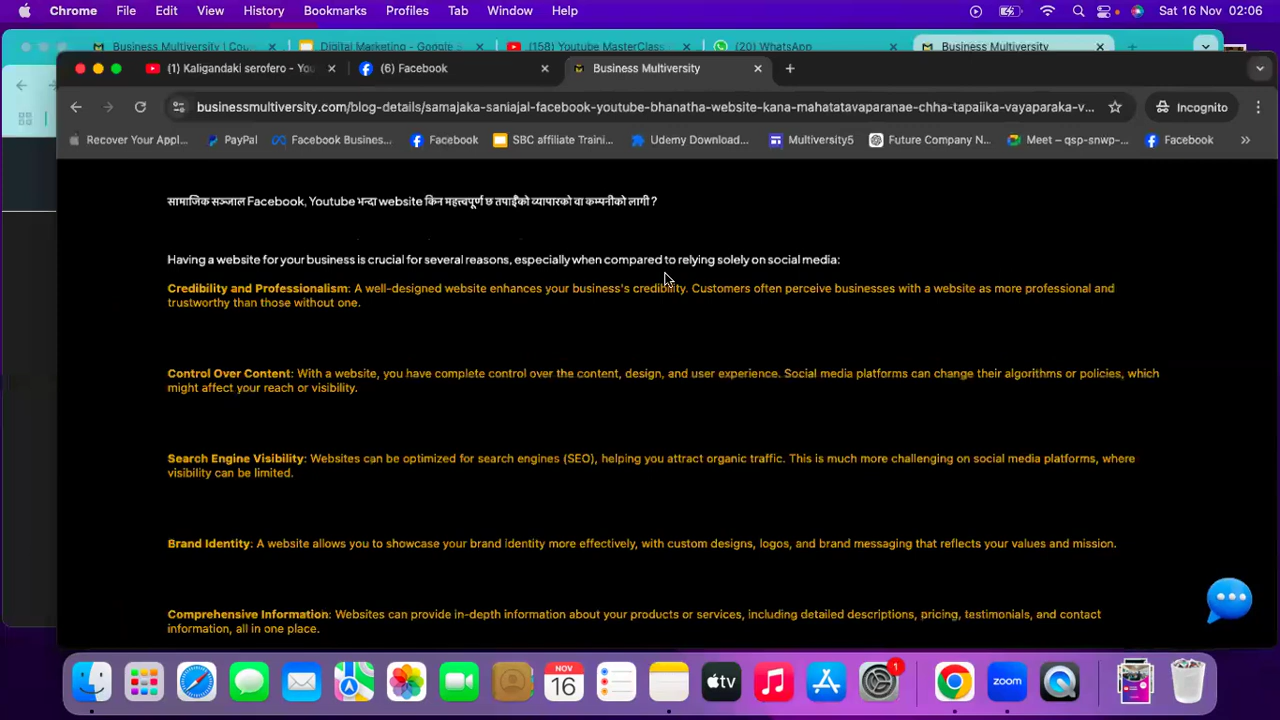 Chrome File Edit View History Bookmarks Profiles Tab Window Help Sat 16 Nov 02:06
Business Multiversity | Cou Digital Marketing - Google (158) Youtube MasterClass (20) WhatsApp Business Multiversity
(1) Kaligandaki serofero - You (6) Facebook Business Multiversity
businessmultiversity.com/blog-details/samajaka-saniajal-facebook-youtube-bhanatha-website-kana-mahatatavaparanae-chha-tapalika-vayaparaka-v... Incognito
Recover Your Appl... PayPal Facebook Busines... Facebook SBC affiliate Traini... Udemy Download... Multiversity5 Future Company N... Meet – qsp-snwp-... Facebook
सामाजिक सञ्जाल Facebook, Youtube भन्दा website किन महत्त्वपूर्ण छ तपाईँको व्यापारको वा कम्पनीको लागी ?
Having a website for your business is crucial for several reasons, especially when compared to relying solely on social media:
Credibility and Professionalism: A well-designed website enhances your business's credibility. Customers often perceive businesses with a website as more professional and
trustworthy than those without one.
Control Over Content: With a website, you have complete control over the content, design, and user experience. Social media platforms can change their algorithms or policies, which
might affect your reach or visibility.
Search Engine Visibility: Websites can be optimized for search engines (SEO), helping you attract organic traffic. This is much more challenging on social media platforms, where
visibility can be limited.
Brand Identity: A website allows you to showcase your brand identity more effectively, with custom designs, logos, and brand messaging that reflects your values and mission.
Comprehensive Information: Websites can provide in-depth information about your products or services, including detailed descriptions, pricing, testimonials, and contact
information, all in one place.
NOV
16
tv
zoom
1